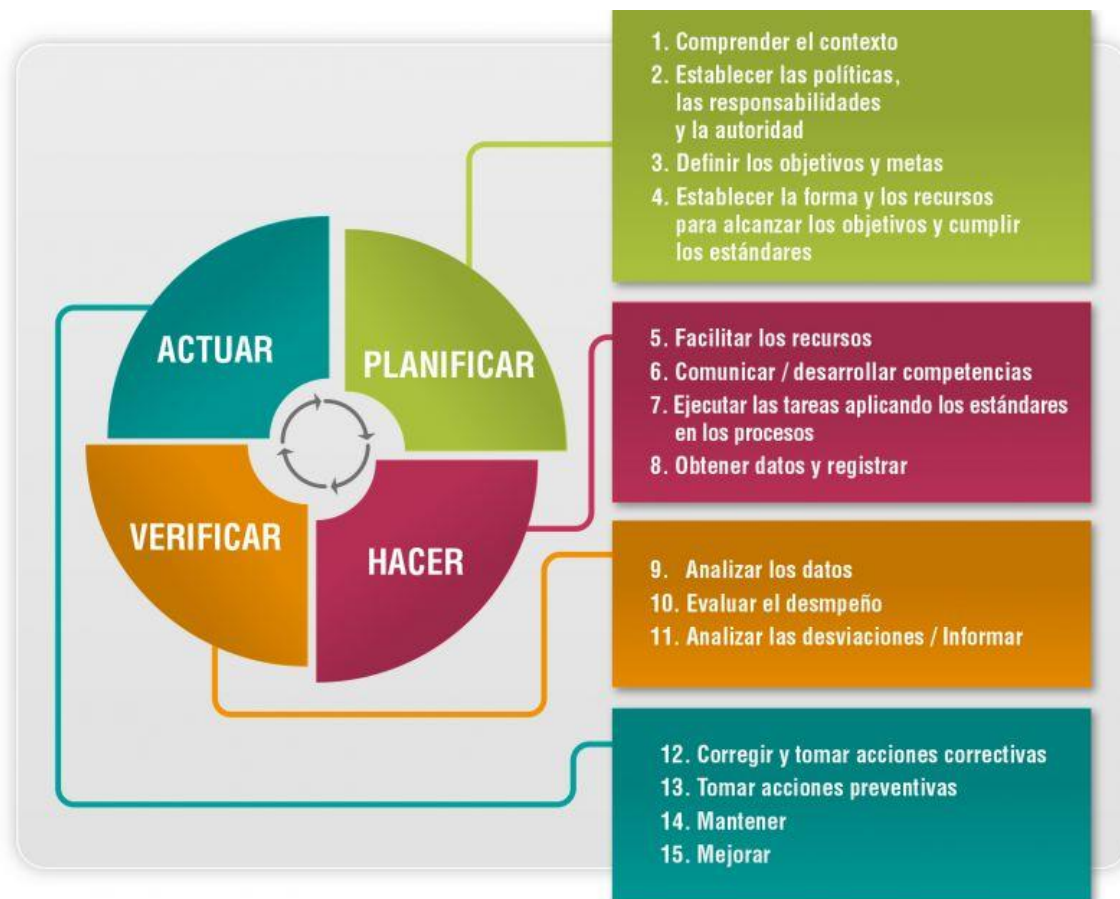 ACTUAR
PLANIFICAR
VERIFICAR
HACER
1. Comprender el contexto
2. Establecer las políticas,
las responsabilidades
y la autoridad
3. Definir los objetivos y metas
4. Establecer la forma y los recursos
para alcanzar los objetivos y cumplir
los estándares
5. Facilitar los recursos
6. Comunicar / desarrollar competencias
7. Ejecutar las tareas aplicando los estándares
en los procesos
8. Obtener datos y registrar
9. Analizar los datos
10. Evaluar el desmpeño
11. Analizar las desviaciones / Informar
12. Corregir y tomar acciones correctivas
13. Tomar acciones preventivas
14. Mantener
15. Mejorar